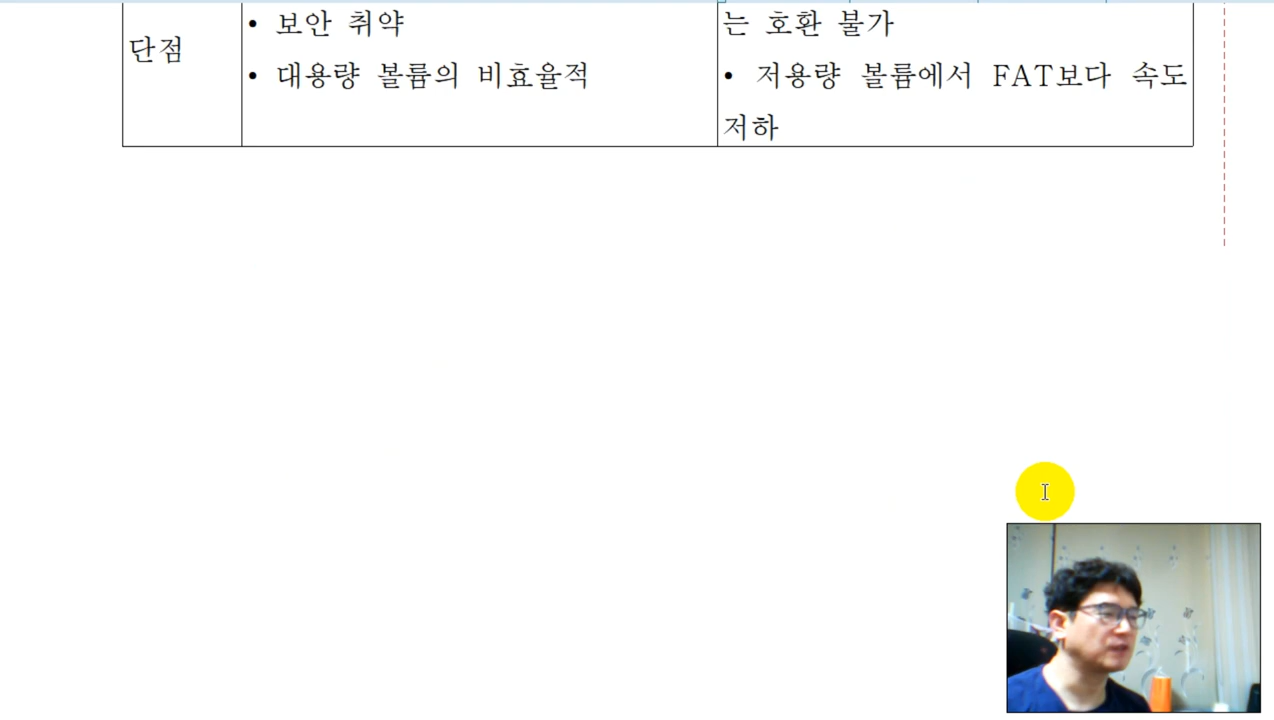 단점
• 보안 취약
• 대용량 볼륨의 비효율적
는 호환 불가
• 저용량 볼륨에서 FAT보다 속도
저하